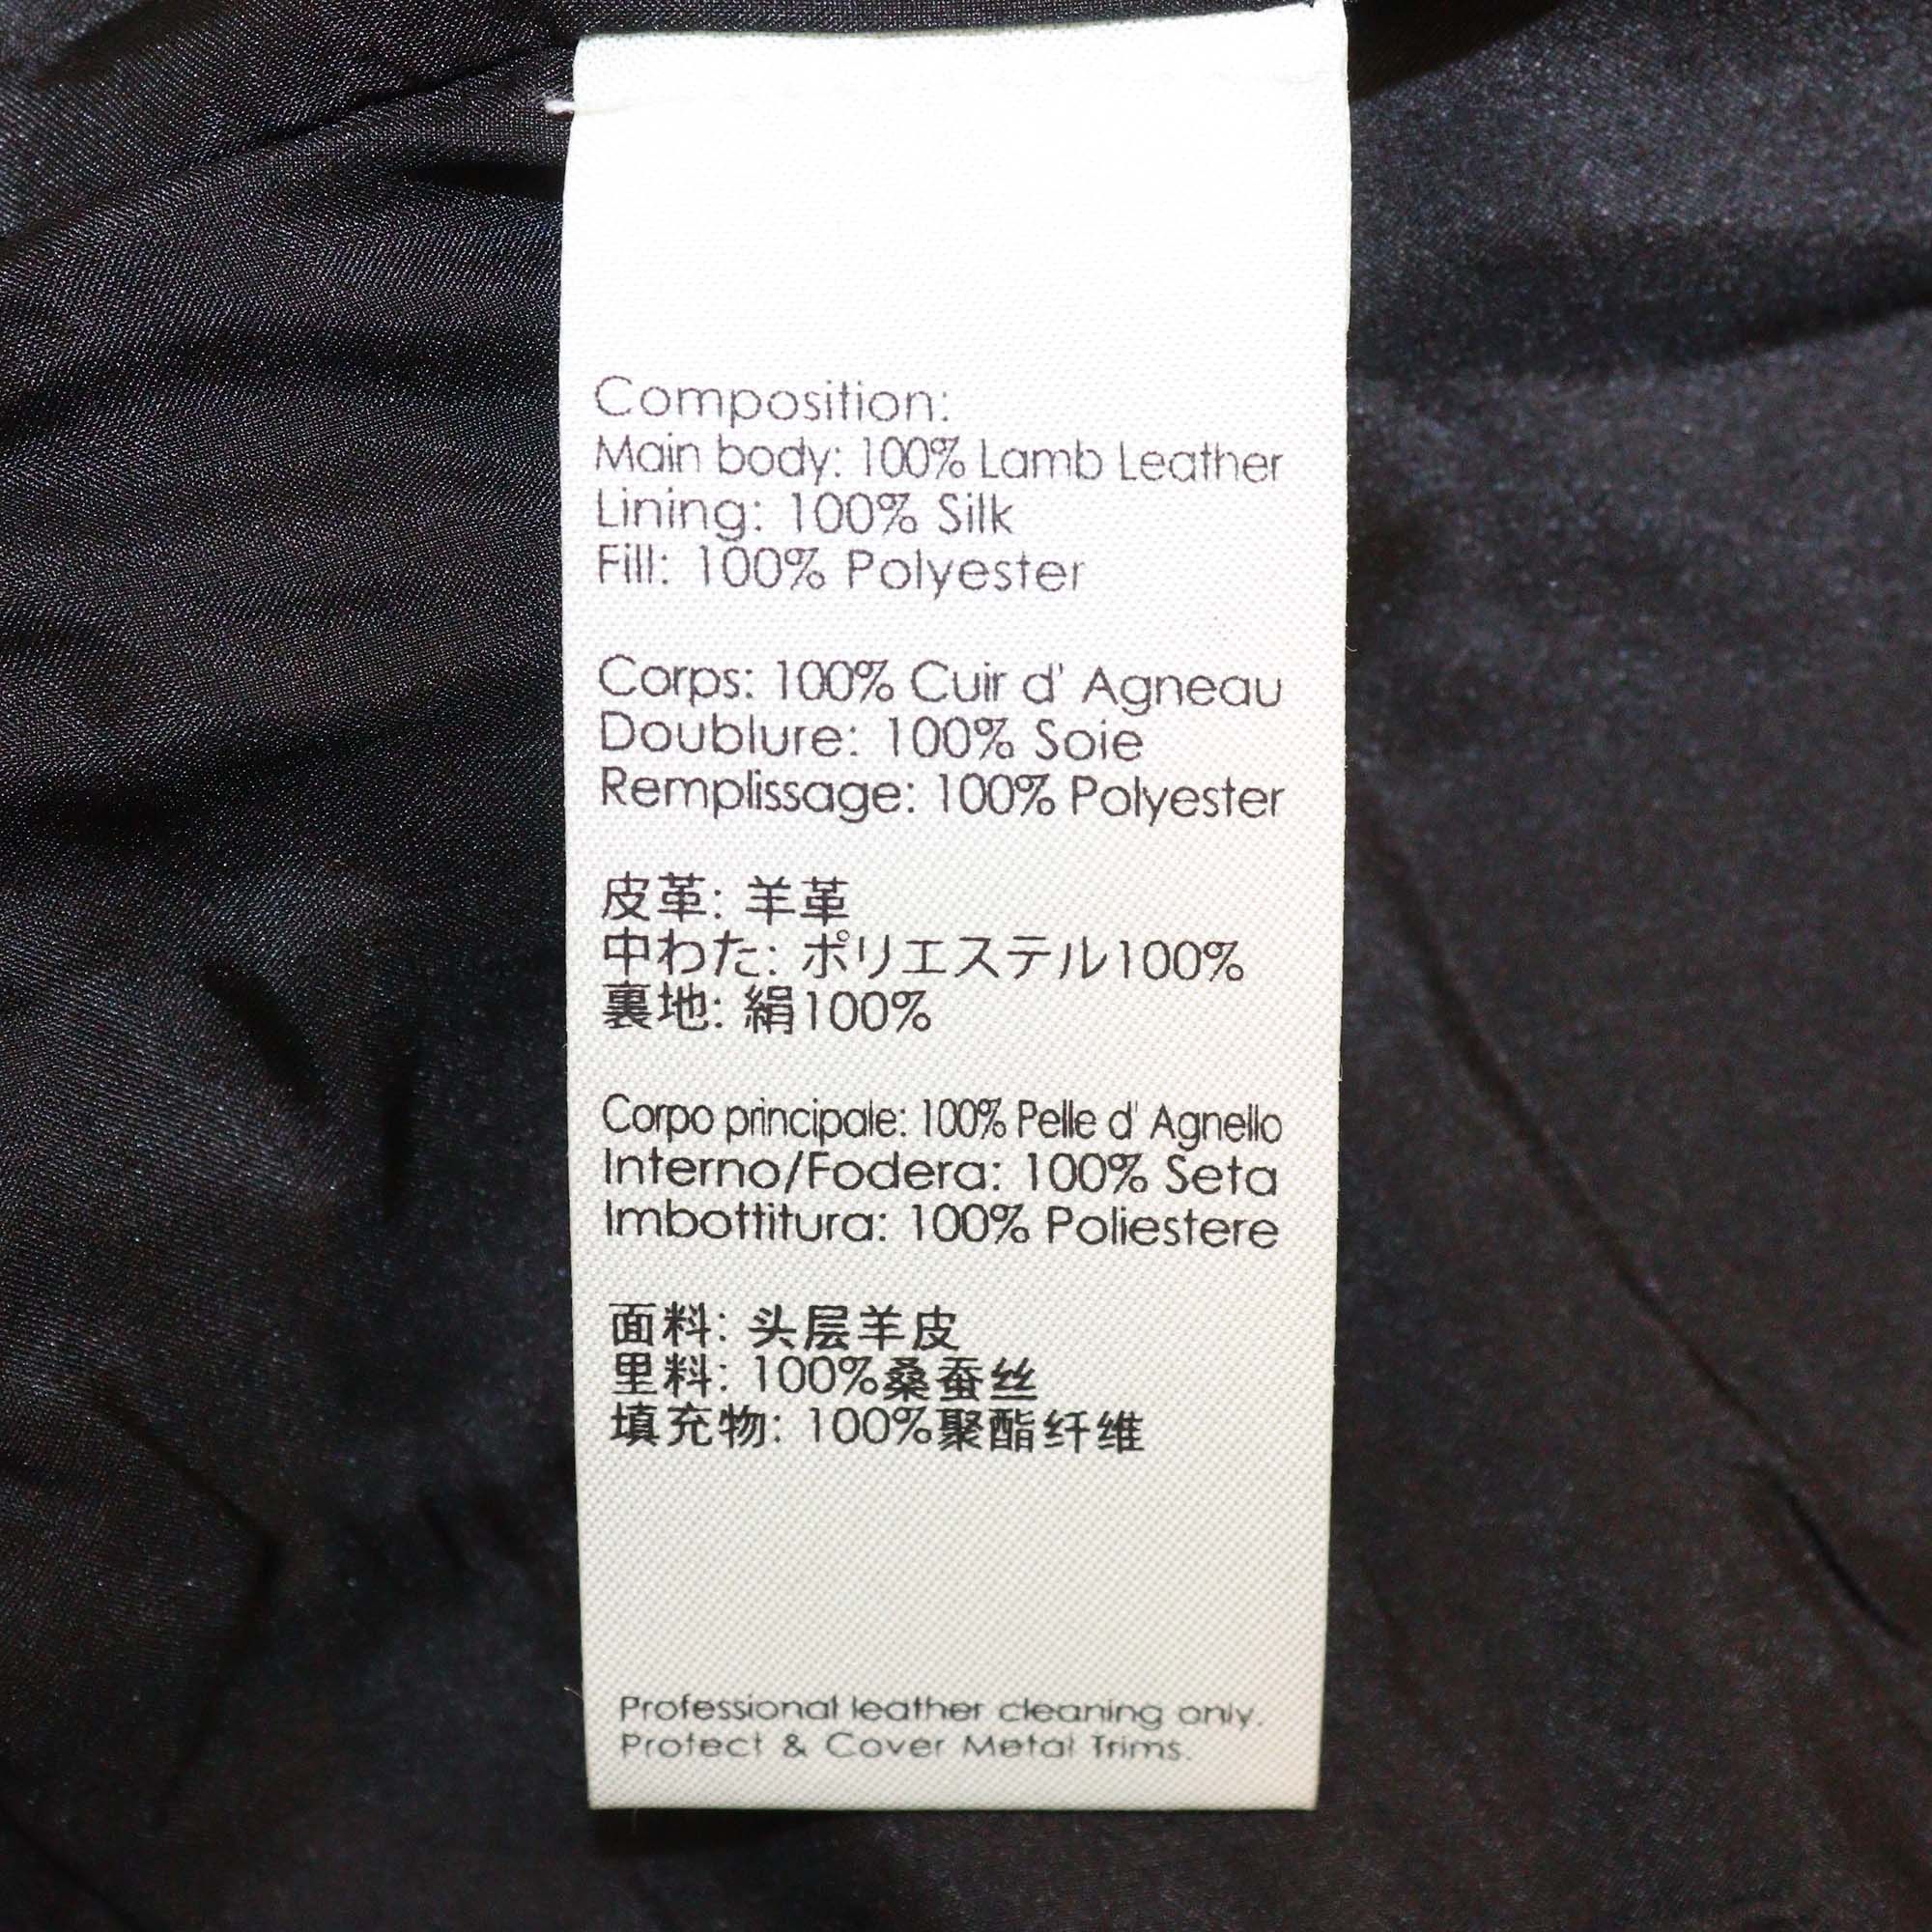 Composition:
Main body: 100% Lamb Leather
Lining: 100% Silk
Fill: 100% Polyester
Corps: 100% Cuir d' Agneau
Doublure: 100% Soie
Remplissage: 100% Polyester
皮革: 羊革
中わた: ポリエステル100%
裏地: 絹100%
Corpo principale: 100% Pelle d' Agnello
Interno/Fodera: 100% Seta
Imbottitura: 100% Poliestere
面料: 头层羊皮
里料: 100%桑蚕丝
填充物: 100%聚酯纤维
Professional leather cleaning only.
Protect & Cover Metal Trims.